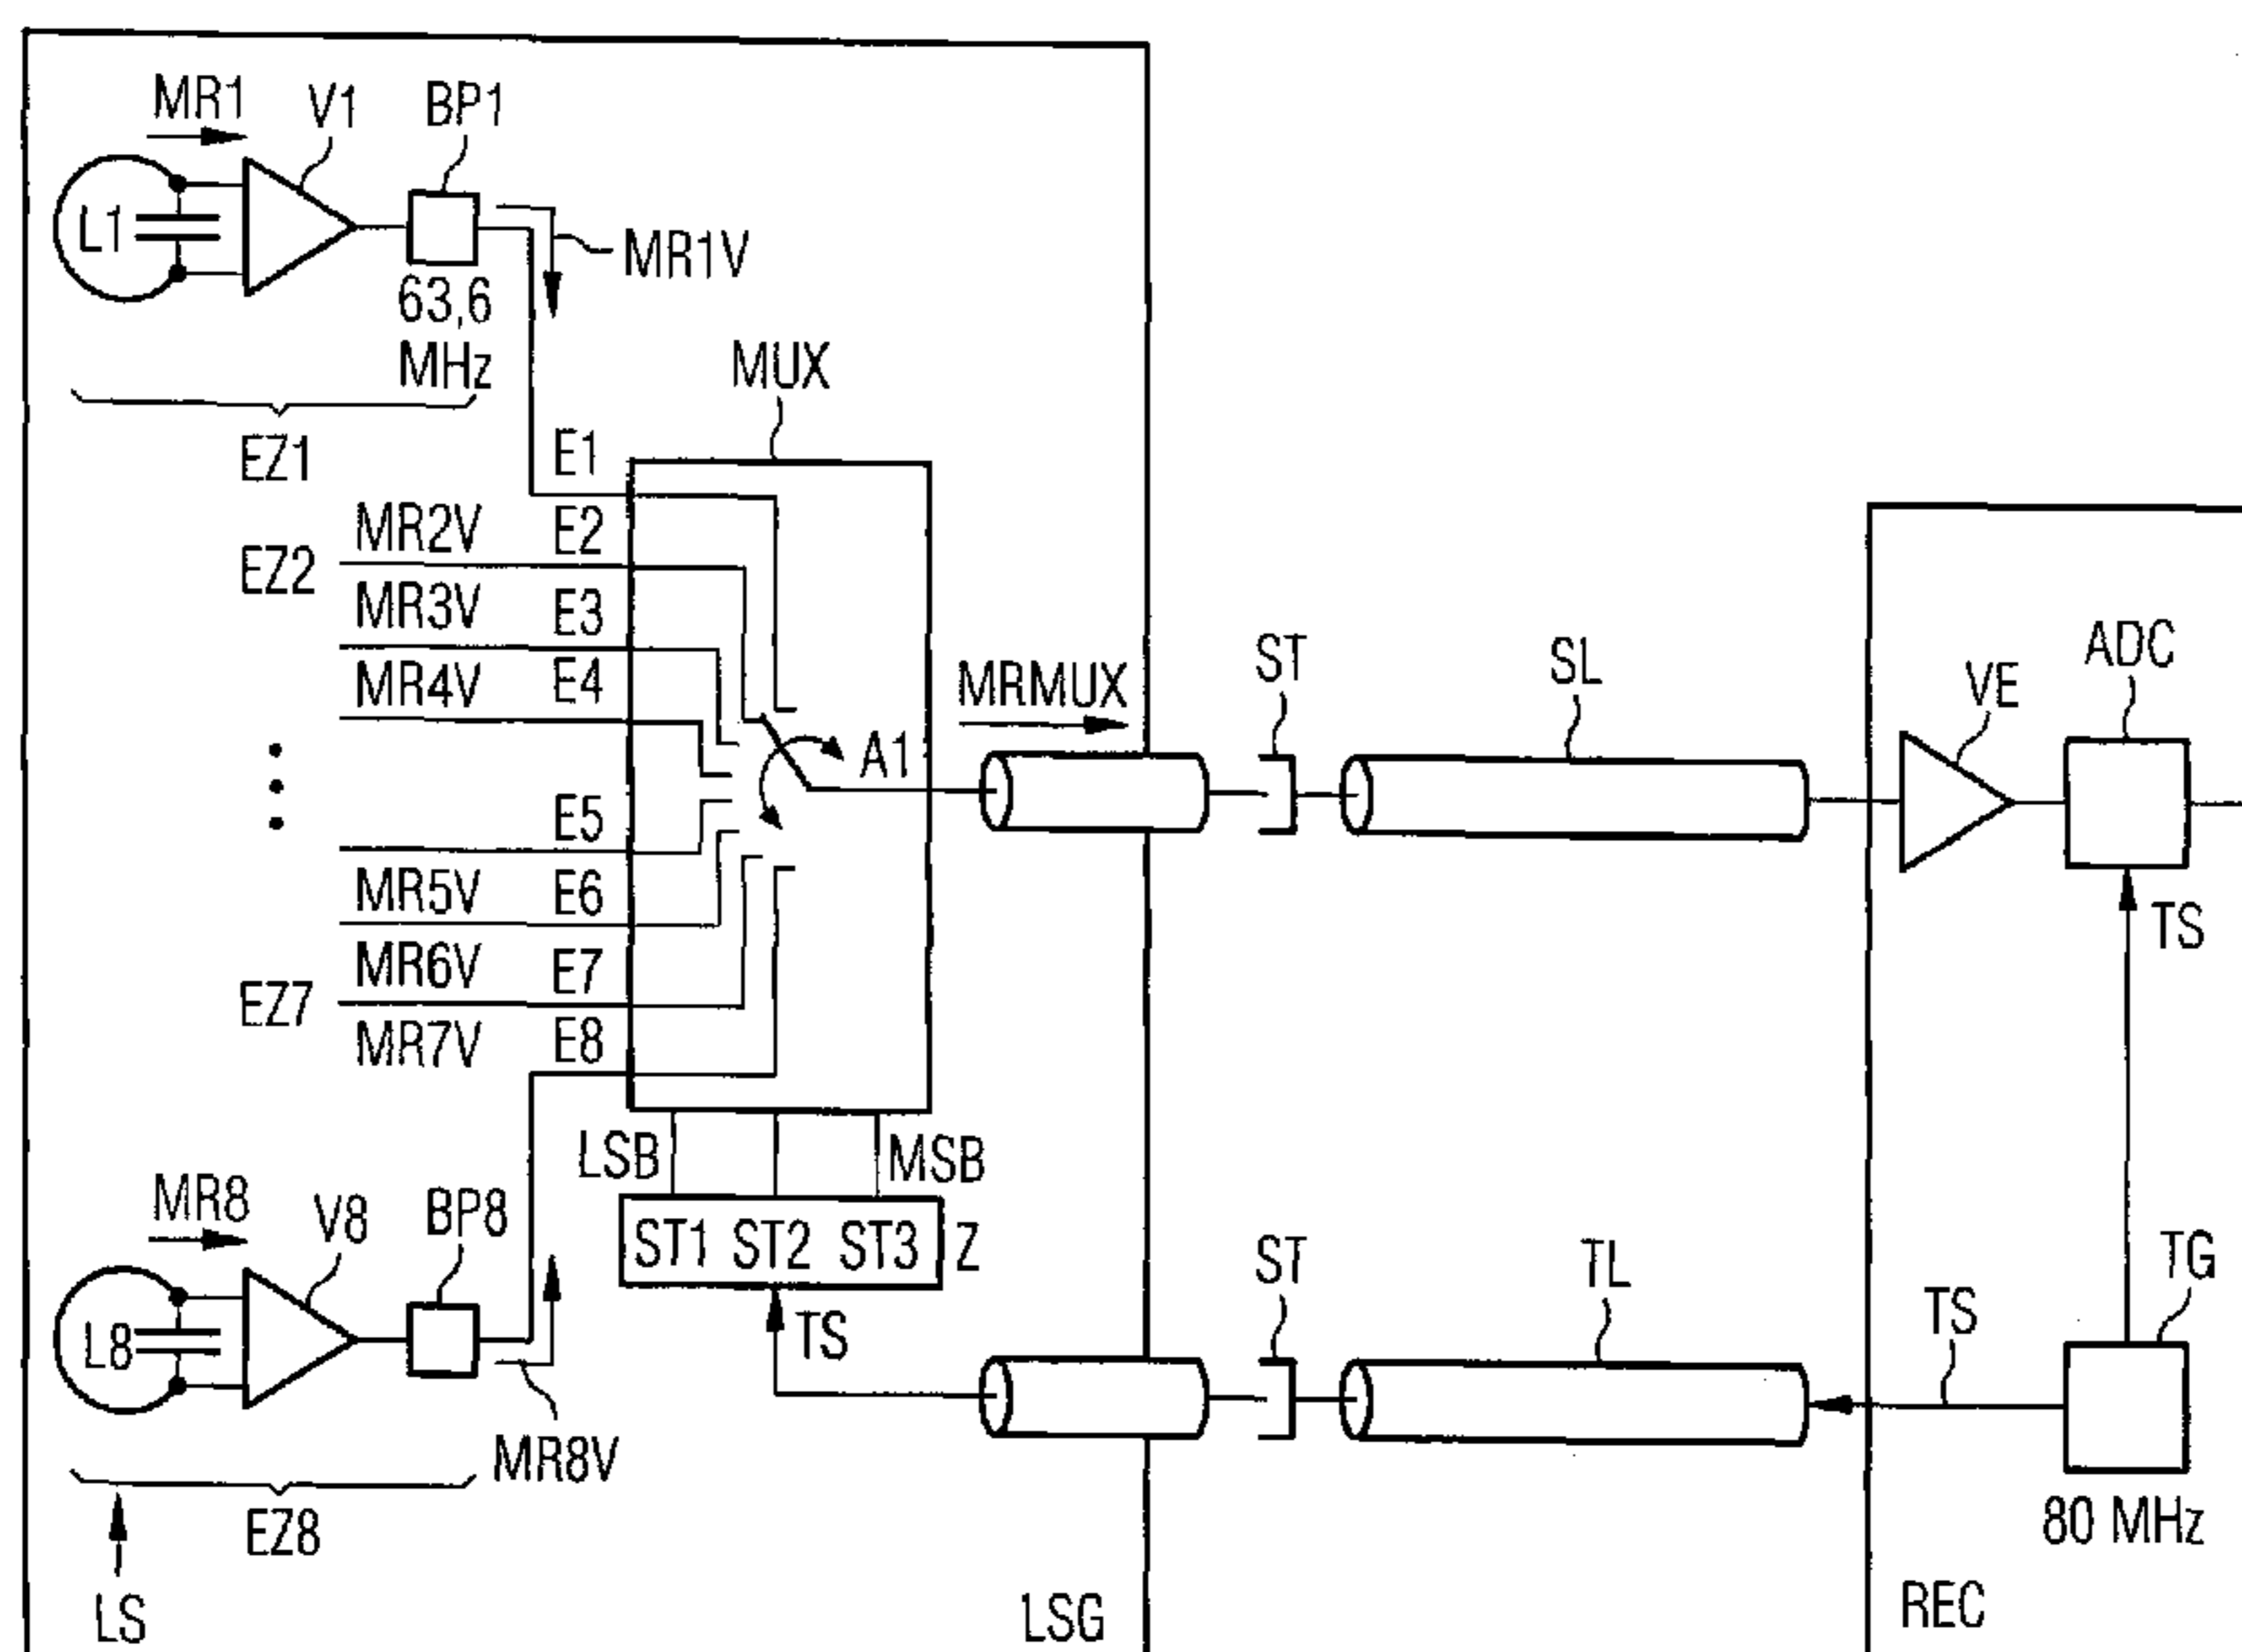 MR1
V1
BP1
L1
MR1V
63,6
MHz
EZ1
MUX
E1
MR2V
E2
EZ2
MR3V
E3
MR4V
E4
MRMUX
A1
E5
MR5V
E6
MR6V
E7
EZ7
MR7V
E8
ST
SL
VE
ADC
TS
LSB
MSB
ST1 ST2 ST3
Z
TS
MR8
V8
BP8
L8
MR8V
EZ8
LS
LSG
ST
TL
TS
TG
80 MHz
REC